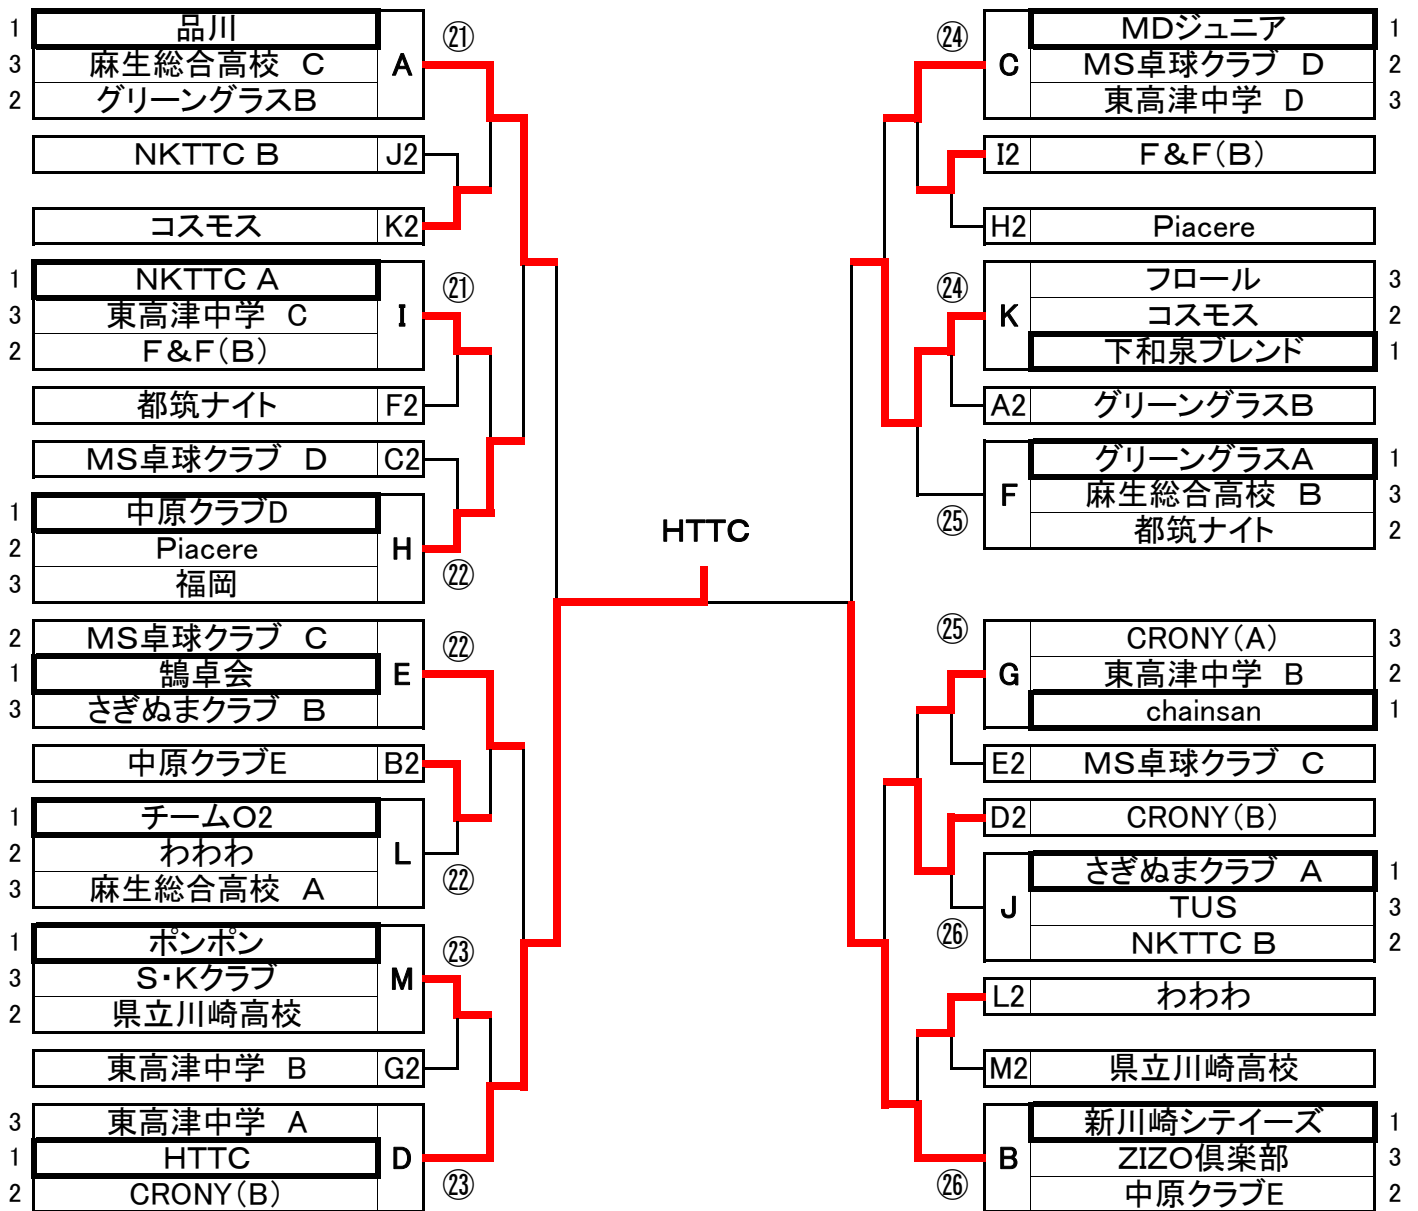 1 品川 ㉑
3 麻生総合高校 C A
2 グリーングラスB
NKTTC B J2
コスモス K2
1 NKTTC A ㉑
3 東高津中学 C I
2 F&F(B)
都筑ナイト F2
MS卓球クラブ D C2
1 中原クラブD
2 Piacere H
3 福岡 ㉒
2 MS卓球クラブ C ㉒
1 鵠卓会 E
3 さぎぬまクラブ B
中原クラブE B2
1 チームO2
2 わわわ L
3 麻生総合高校 A ㉒
1 ポンポン ㉓
3 S・Kクラブ M
2 県立川崎高校
東高津中学 B G2
3 東高津中学 A
1 HTTC D
2 CRONY(B) ㉓
HTTC
㉔ MDジュニア 1
C MS卓球クラブ D 2
東高津中学 D 3
I2 F&F(B)
H2 Piacere
㉔ フロール 3
K コスモス 2
下和泉ブレンド 1
A2 グリーングラスB
グリーングラスA 1
F 麻生総合高校 B 3
㉕ 都筑ナイト 2
㉕ CRONY(A) 3
G 東高津中学 B 2
chainsan 1
E2 MS卓球クラブ C
D2 CRONY(B)
さぎぬまクラブ A 1
J TUS 3
㉖ NKTTC B 2
L2 わわわ
M2 県立川崎高校
新川崎シテイーズ 1
B ZIZO倶楽部 3
㉖ 中原クラブE 2